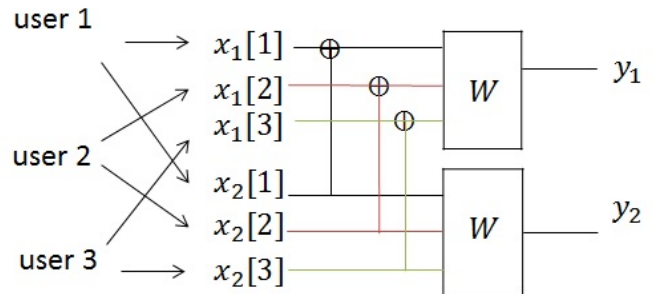 user 1
x₁[1]
x₁[2]
x₁[3]
W
y₁
user 2
x₂[1]
x₂[2]
x₂[3]
W
y₂
user 3